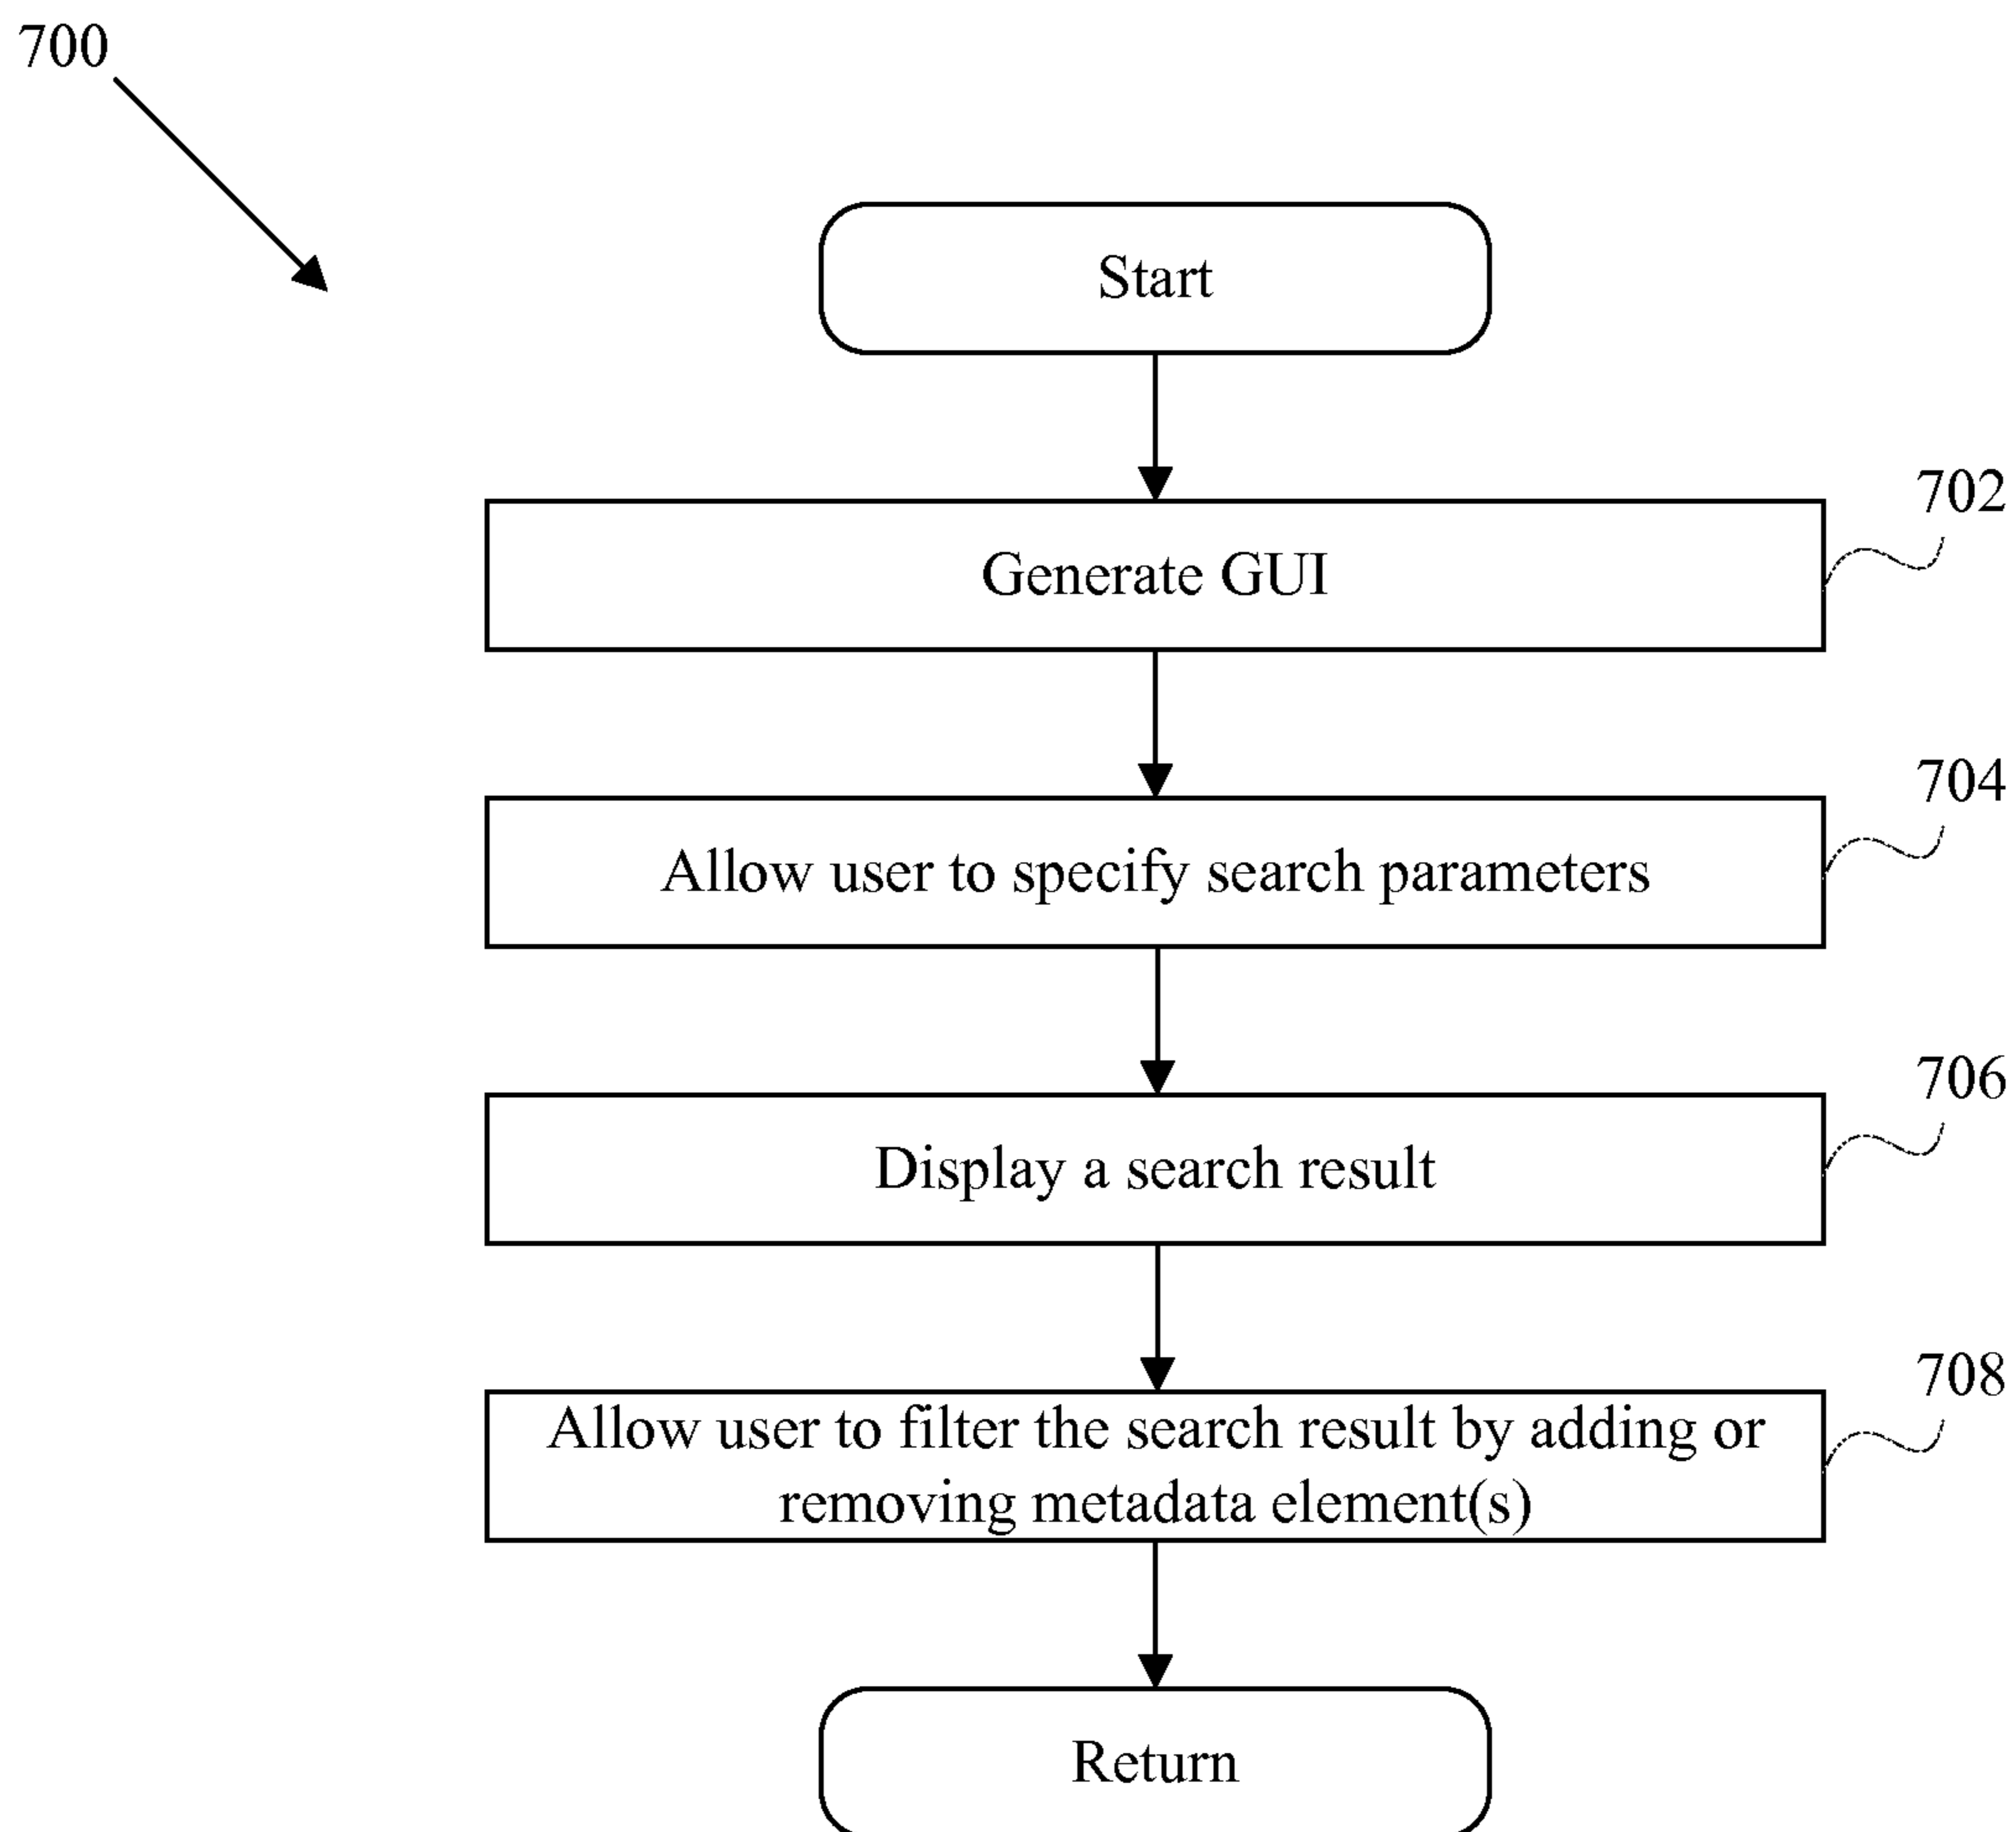 700
Start
702
Generate GUI
704
Allow user to specify search parameters
706
Display a search result
708
Allow user to filter the search result by adding or
removing metadata element(s)
Return